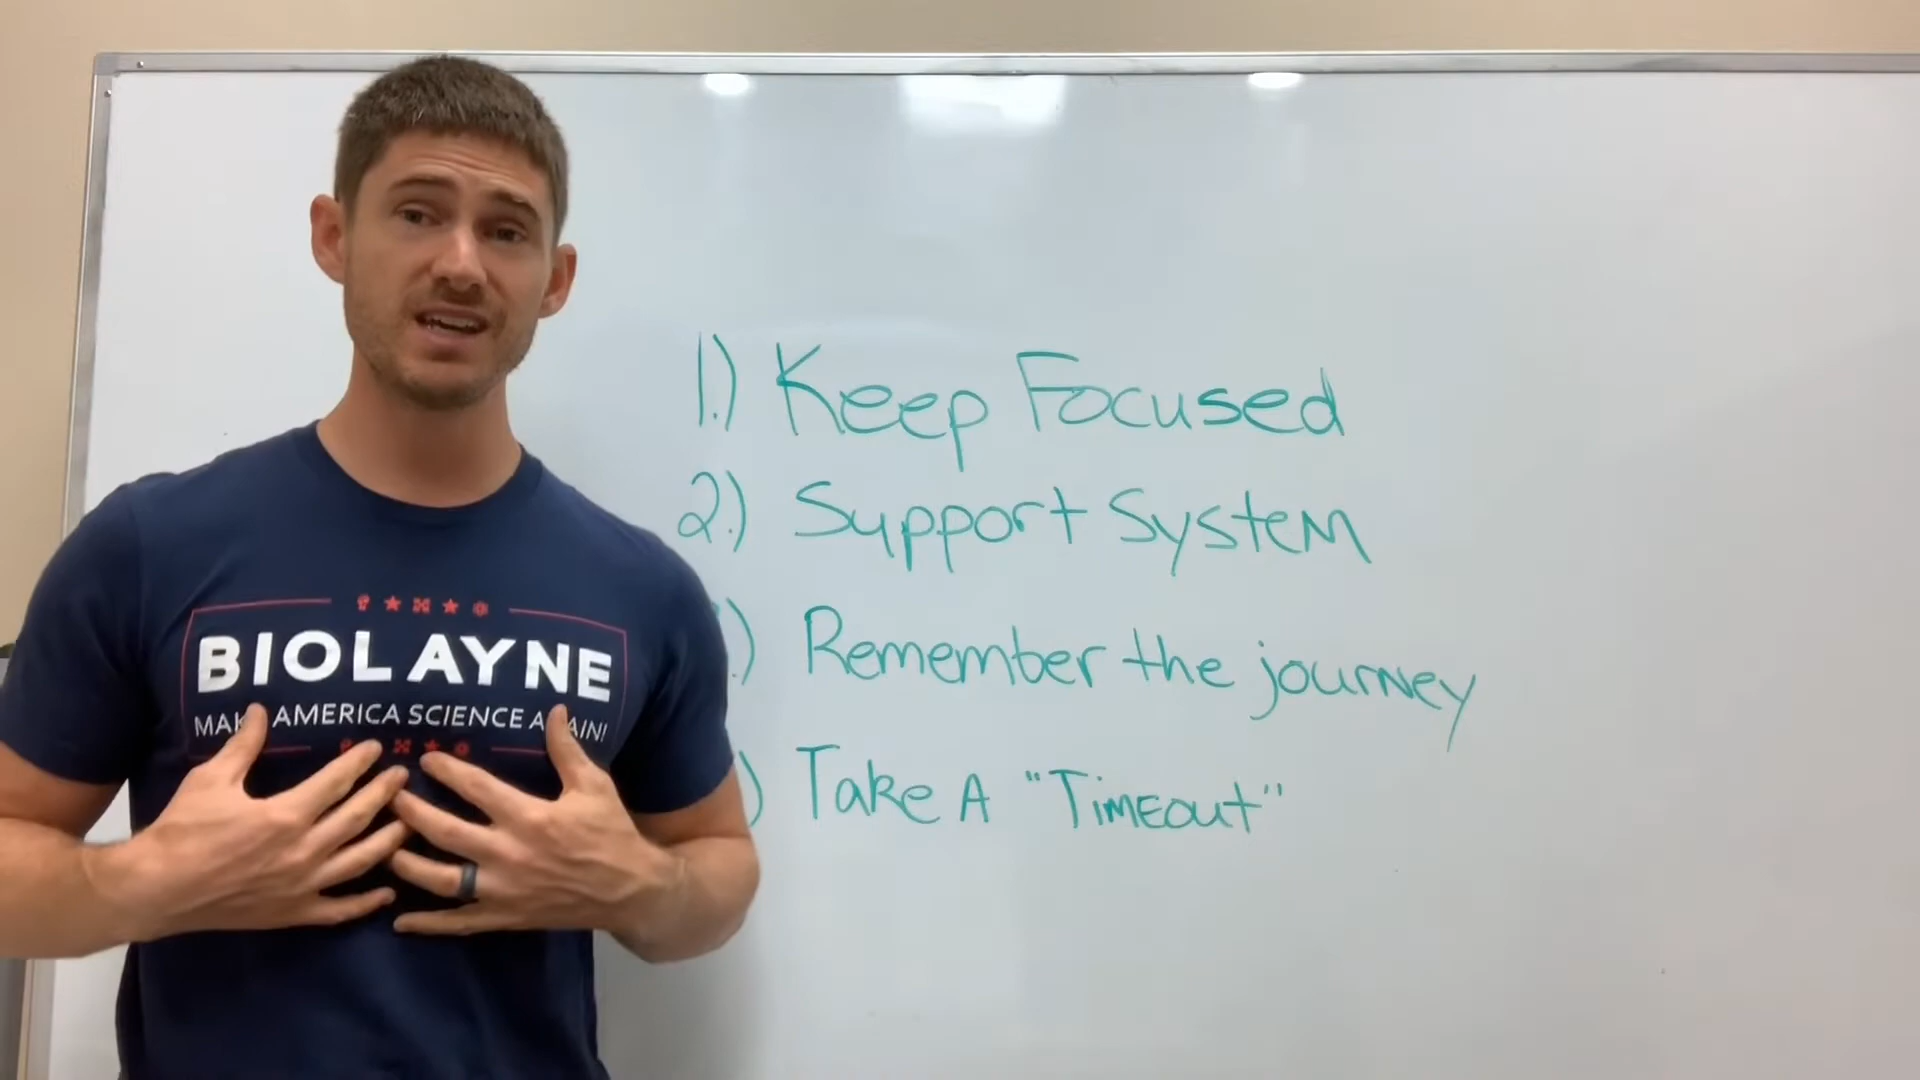 1.) Keep Focused
2.) Support System
.) Remember the journey
) Take A "Timeout"
BIOLAYNE
AMERICA SCIENCE